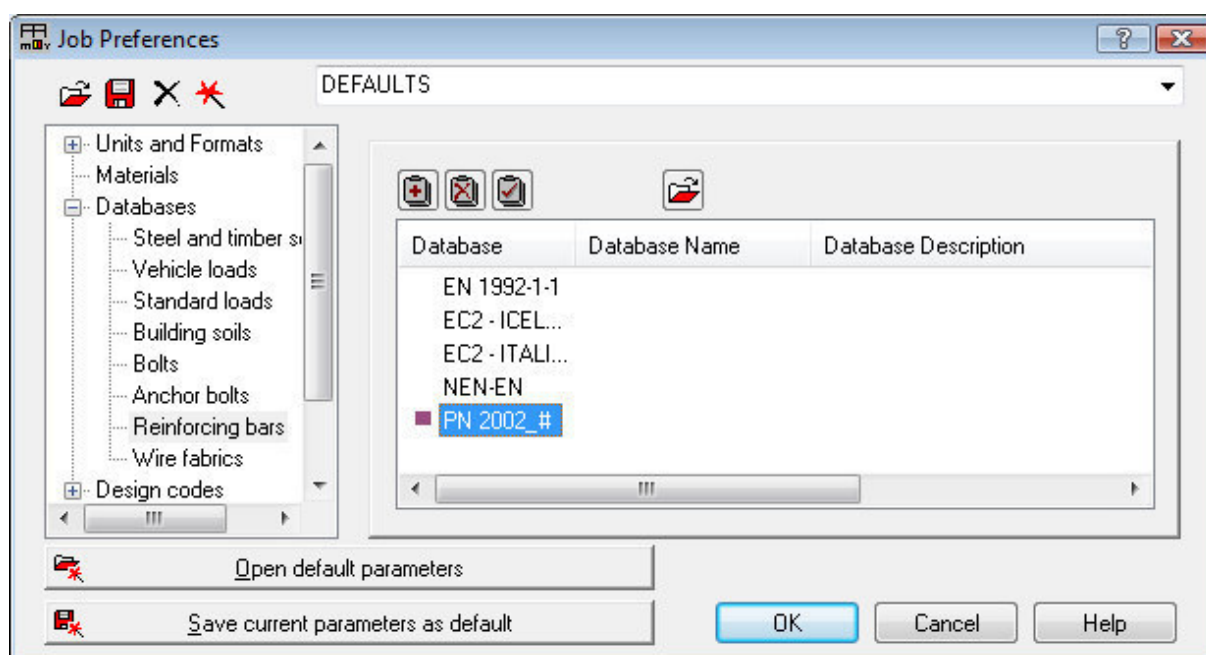 Job Preferences
DEFAULTS
Units and Formats
Materials
Databases
Steel and timber s
Vehicle loads
Standard loads
Building soils
Bolts
Anchor bolts
Reinforcing bars
Wire fabrics
Design codes
Database Database Name Database Description
EN 1992-1-1
EC2 - ICEL...
EC2 - ITALI...
NEN-EN
PN 2002_#
Open default parameters
Save current parameters as default
OK Cancel Help